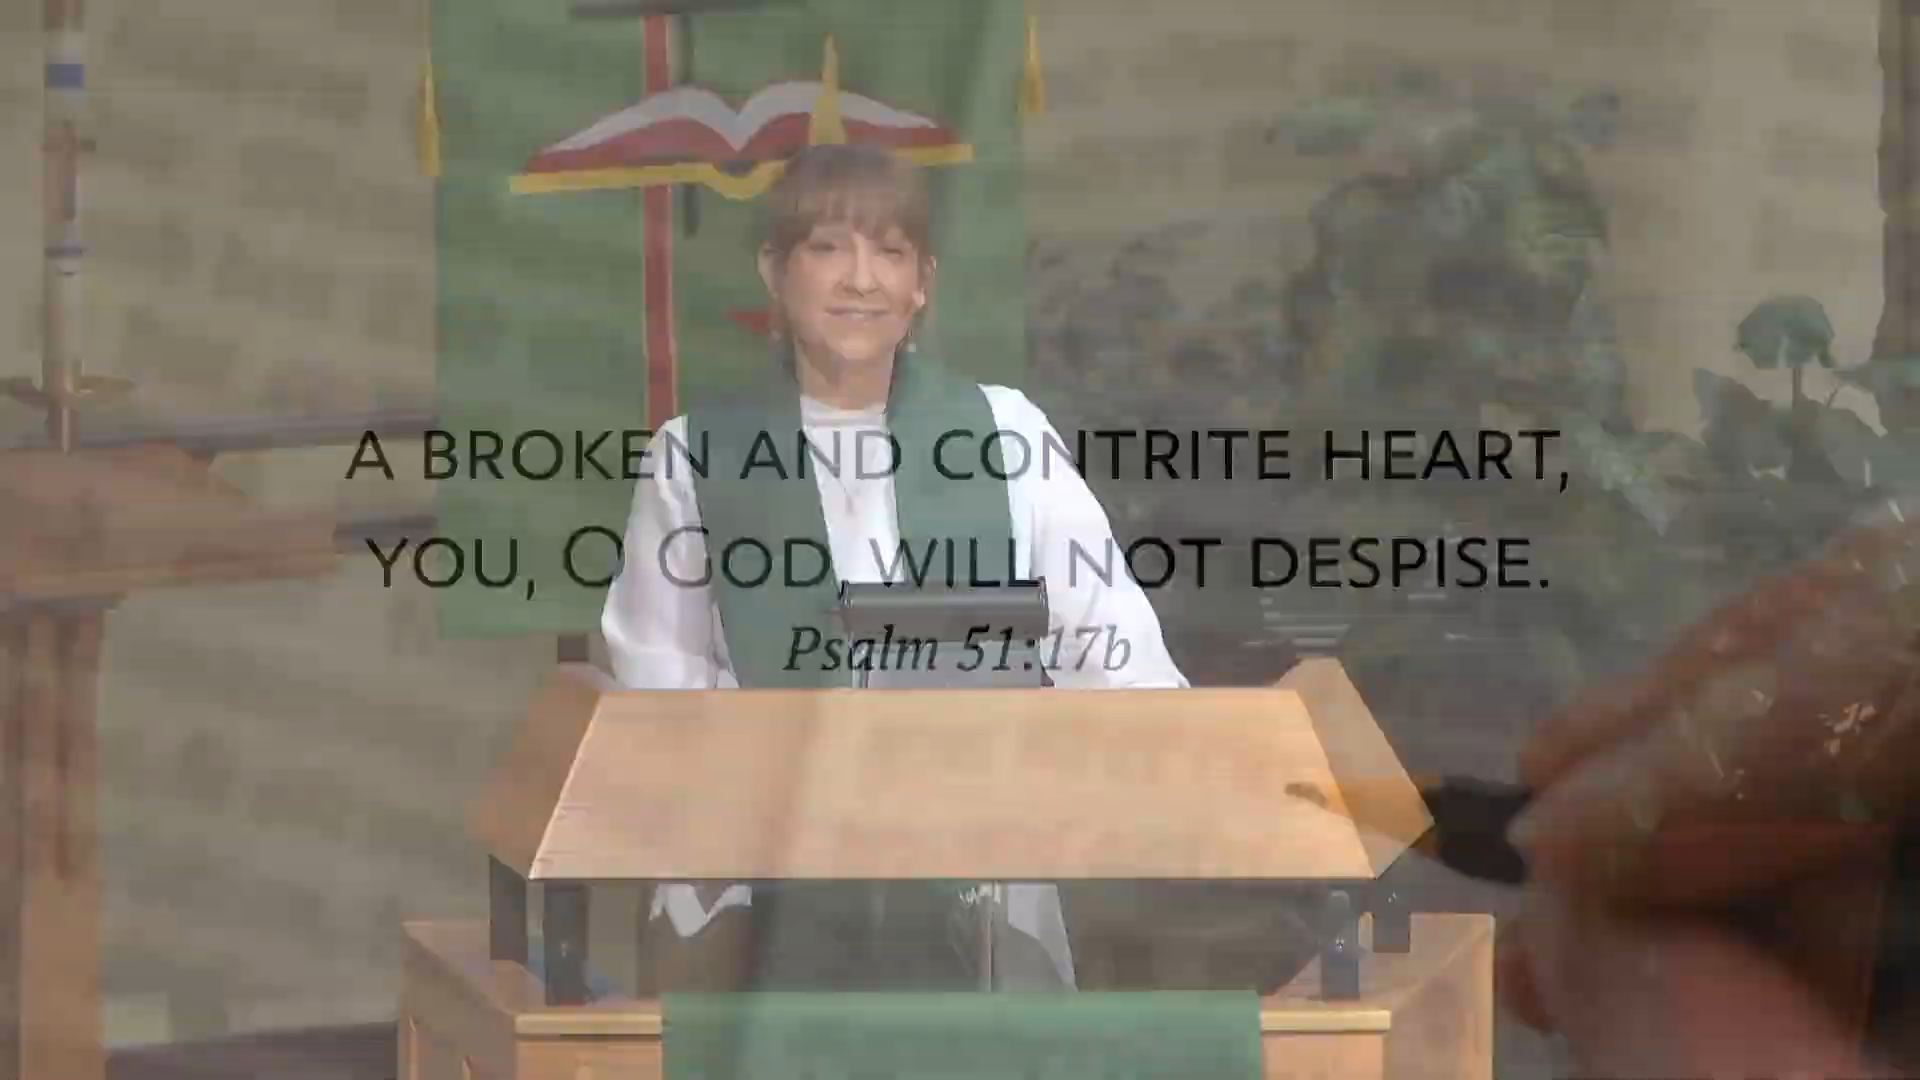 A BROKEN AND CONTRITE HEART,
YOU, O GOD, WILL NOT DESPISE.
Psalm 51:17b